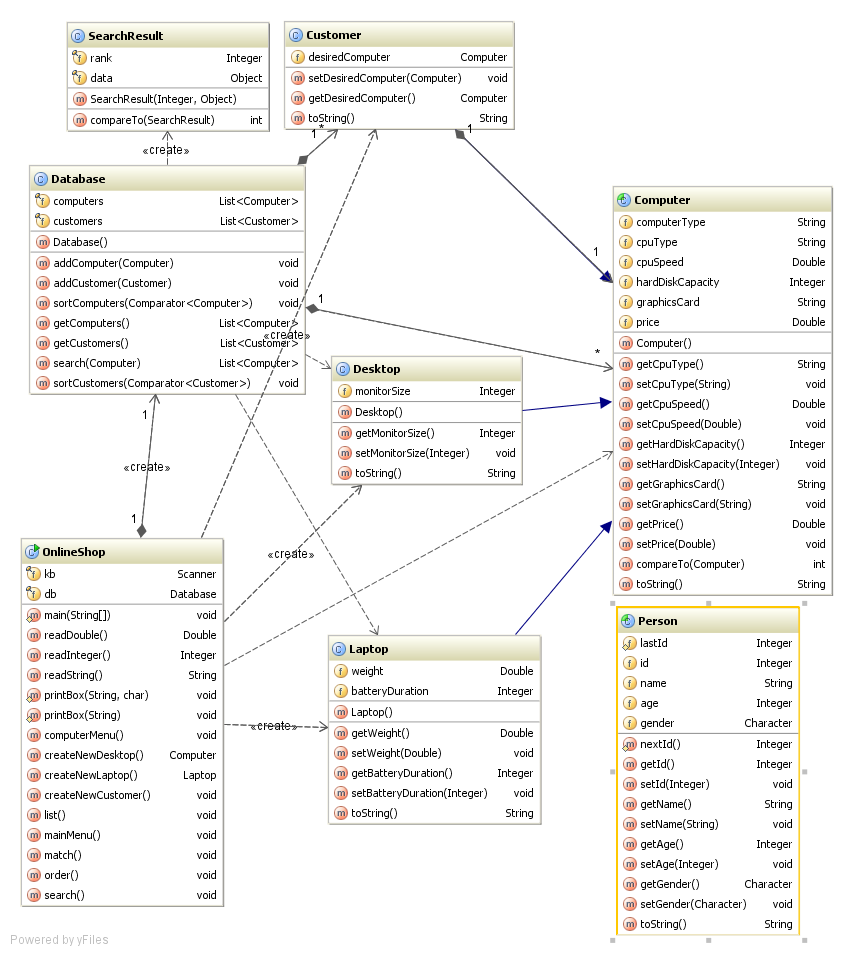 SearchResult
rank Integer
data Object
SearchResult(Integer, Object)
compareTo(SearchResult) int
Customer
desiredComputer Computer
setDesiredComputer(Computer) void
getDesiredComputer() Computer
toString() String
«create»
1
*
1
Database
computers List<Computer>
customers List<Customer>
Database()
addComputer(Computer) void
addCustomer(Customer) void
sortComputers(Comparator<Computer>) void
getComputers() List<Computer>
getCustomers() List<Customer>
search(Computer) List<Computer>
sortCustomers(Comparator<Customer>) void
1
1
*
«create»
Computer
computerType String
cpuType String
cpuSpeed Double
hardDiskCapacity Integer
graphicsCard String
price Double
Computer()
getCpuType() String
setCpuType(String) void
getCpuSpeed() Double
setCpuSpeed(Double) void
getHardDiskCapacity() Integer
setHardDiskCapacity(Integer) void
getGraphicsCard() String
setGraphicsCard(String) void
getPrice() Double
setPrice(Double) void
compareTo(Computer) int
toString() String
Desktop
monitorSize Integer
Desktop()
getMonitorSize() Integer
setMonitorSize(Integer) void
toString() String
1
«create»
1
«create»
OnlineShop
kb Scanner
db Database
main(String[]) void
readDouble() Double
readInteger() Integer
readString() String
printBox(String, char) void
printBox(String) void
computerMenu() void
createNewDesktop() Computer
createNewLaptop() Laptop
createNewCustomer() void
list() void
mainMenu() void
match() void
order() void
search() void
«create»
Laptop
weight Double
batteryDuration Integer
Laptop()
getWeight() Double
setWeight(Double) void
getBatteryDuration() Integer
setBatteryDuration(Integer) void
toString() String
Person
lastId Integer
id Integer
name String
age Integer
gender Character
nextId() Integer
getId() Integer
setId(Integer) void
getName() String
setName(String) void
getAge() Integer
setAge(Integer) void
getGender() Character
setGender(Character) void
toString() String
Powered by yFiles